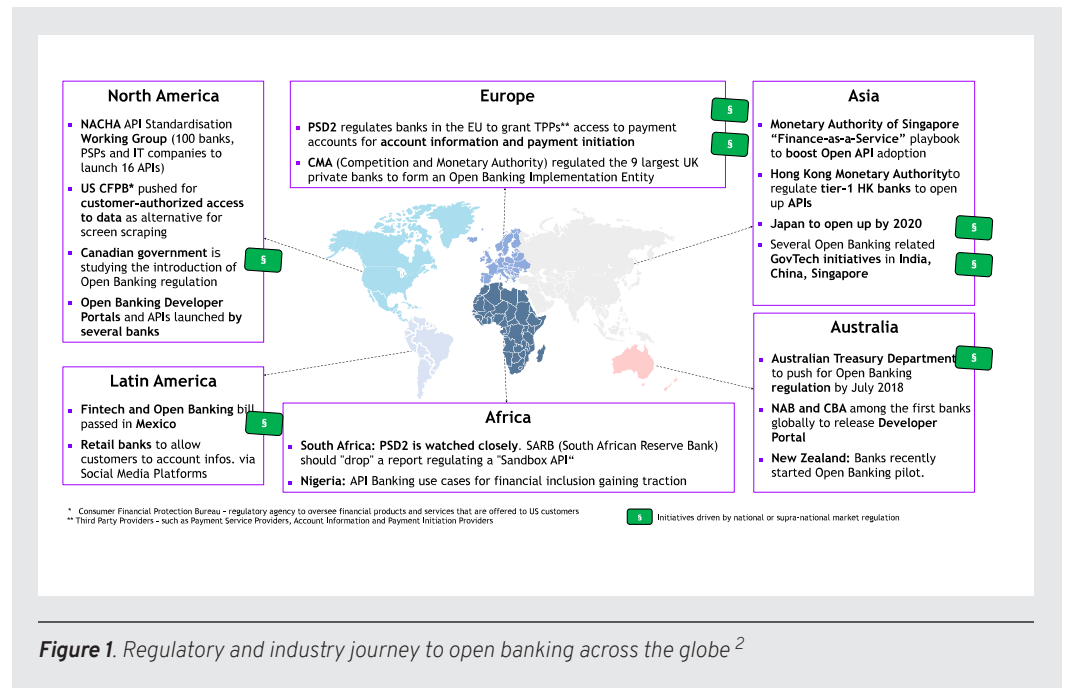 North America
▪ NACHA API Standardisation
Working Group (100 banks,
PSPs and IT companies to
launch 16 APIs)
▪ US CFPB* pushed for
customer-authorized access
to data as alternative for
screen scraping
▪ Canadian government is
studying the introduction of
Open Banking regulation
§
▪ Open Banking Developer
Portals and APIs launched by
several banks
Europe
▪ PSD2 regulates banks in the EU to grant TPPs** access to payment
accounts for account information and payment initiation
§
▪ CMA (Competition and Monetary Authority) regulated the 9 largest UK
private banks to form an Open Banking Implementation Entity
§
Asia
▪ Monetary Authority of Singapore
“Finance-as-a-Service” playbook
to boost Open API adoption
▪ Hong Kong Monetary Authorityto
regulate tier-1 HK banks to open
up APIs
▪ Japan to open up by 2020
§
▪ Several Open Banking related
GovTech initiatives in India,
China, Singapore
§
Latin America
▪ Fintech and Open Banking bill
passed in Mexico
§
▪ Retail banks to allow
customers to account infos. via
Social Media Platforms
Africa
▪ South Africa: PSD2 is watched closely. SARB (South African Reserve Bank)
should "drop" a report regulating a "Sandbox API“
▪ Nigeria: API Banking use cases for financial inclusion gaining traction
Australia
▪ Australian Treasury Department
to push for Open Banking
regulation by July 2018
§
▪ NAB and CBA among the first banks
globally to release Developer
Portal
▪ New Zealand: Banks recently
started Open Banking pilot.
* Consumer Financial Protection Bureau – regulatory agency to oversee financial products and services that are offered to US customers
** Third Party Providers – such as Payment Service Providers, Account Information and Payment Initiation Providers
§ Initiatives driven by national or supra-national market regulation
Figure 1. Regulatory and industry journey to open banking across the globe 2